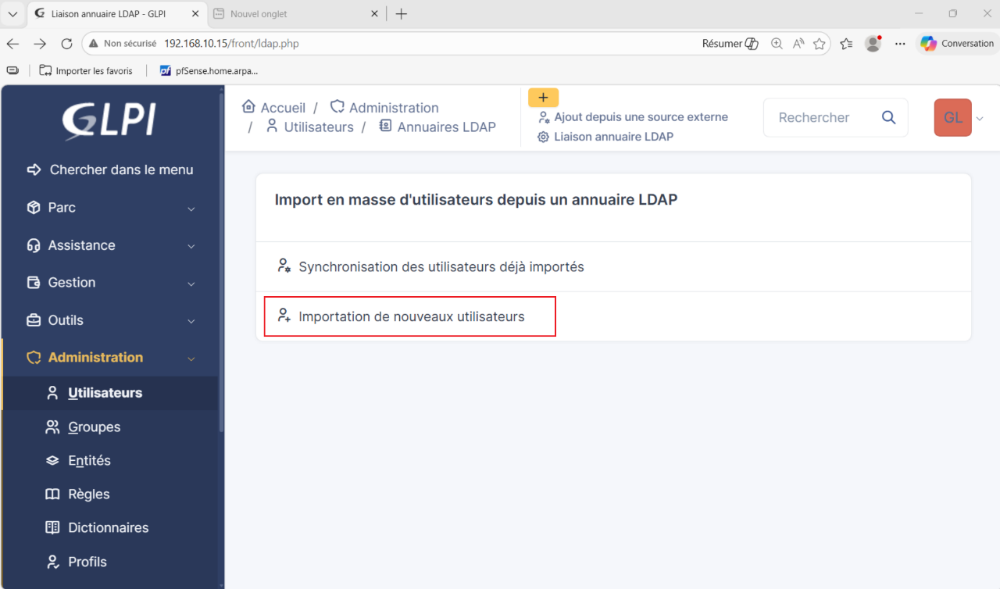 Liaison annuaire LDAP - GLPI
Nouvel onglet
Non sécurisé 192.168.10.15/front/ldap.php
Résumer
Conversation
Importer les favoris
pfSense.home.arpa...
GLPI
Chercher dans le menu
Parc
Assistance
Gestion
Outils
Administration
Utilisateurs
Groupes
Entités
Règles
Dictionnaires
Profils
Accueil / Administration
/ Utilisateurs / Annuaires LDAP
Ajout depuis une source externe
Liaison annuaire LDAP
Rechercher
GL
Import en masse d'utilisateurs depuis un annuaire LDAP
Synchronisation des utilisateurs déjà importés
Importation de nouveaux utilisateurs